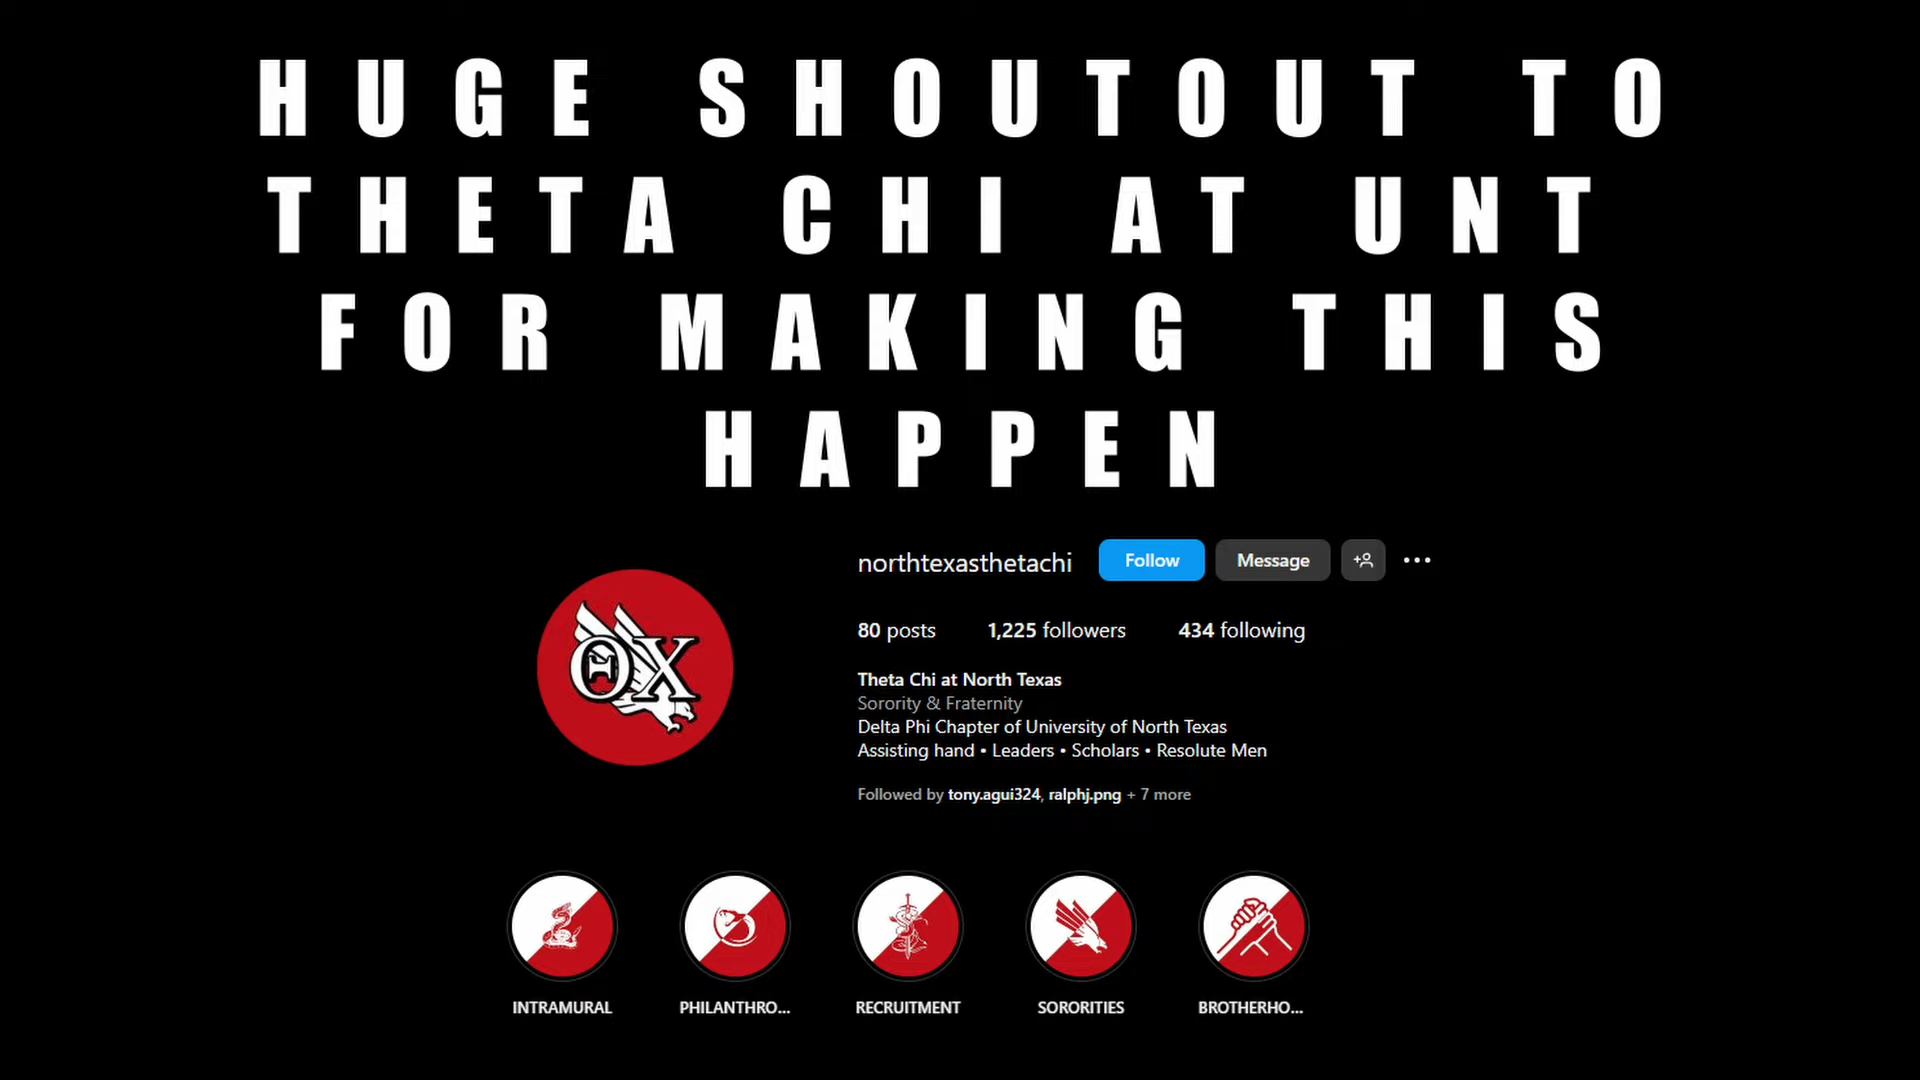 HUGE SHOUTOUT TO
THETA CHI AT UNT
FOR MAKING THIS
HAPPEN
northtexasthetachi Follow Message
80 posts 1,225 followers 434 following
ΘΧ
Theta Chi at North Texas
Sorority & Fraternity
Delta Phi Chapter of University of North Texas
Assisting hand • Leaders • Scholars • Resolute Men
Followed by tony.agui324, ralphj.png + 7 more
INTRAMURAL PHILANTHRO... RECRUITMENT SORORITIES BROTHERHO...